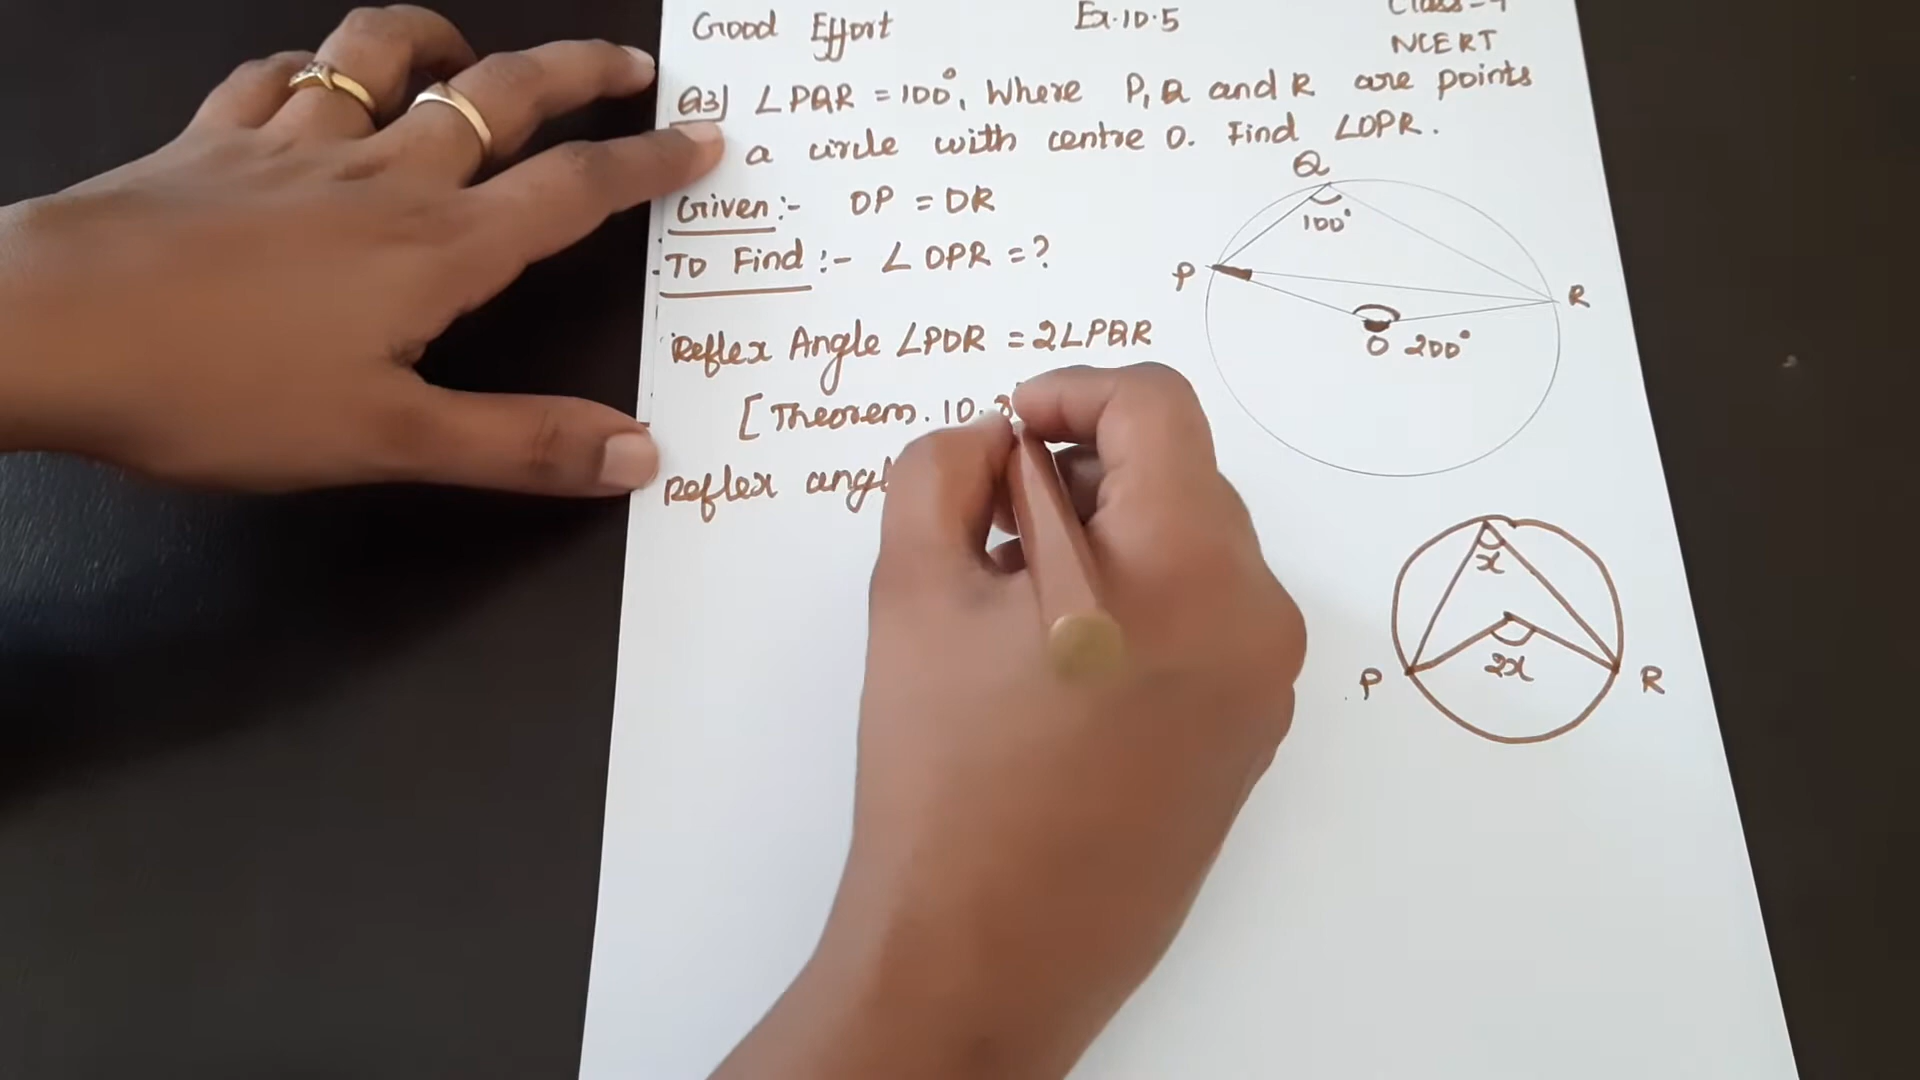 Good Effort Ex.10.5
NCERT
Q3) ∠PQR = 100°, Where P, Q and R are points
a circle with centre O. Find ∠OPR.
Given :- OP = OR
To Find :- ∠OPR = ?
Reflex Angle ∠POR = 2∠PQR
[Theorem. 10.8
Reflex
Q
100°
P
R
O 200°
x
2x
P R